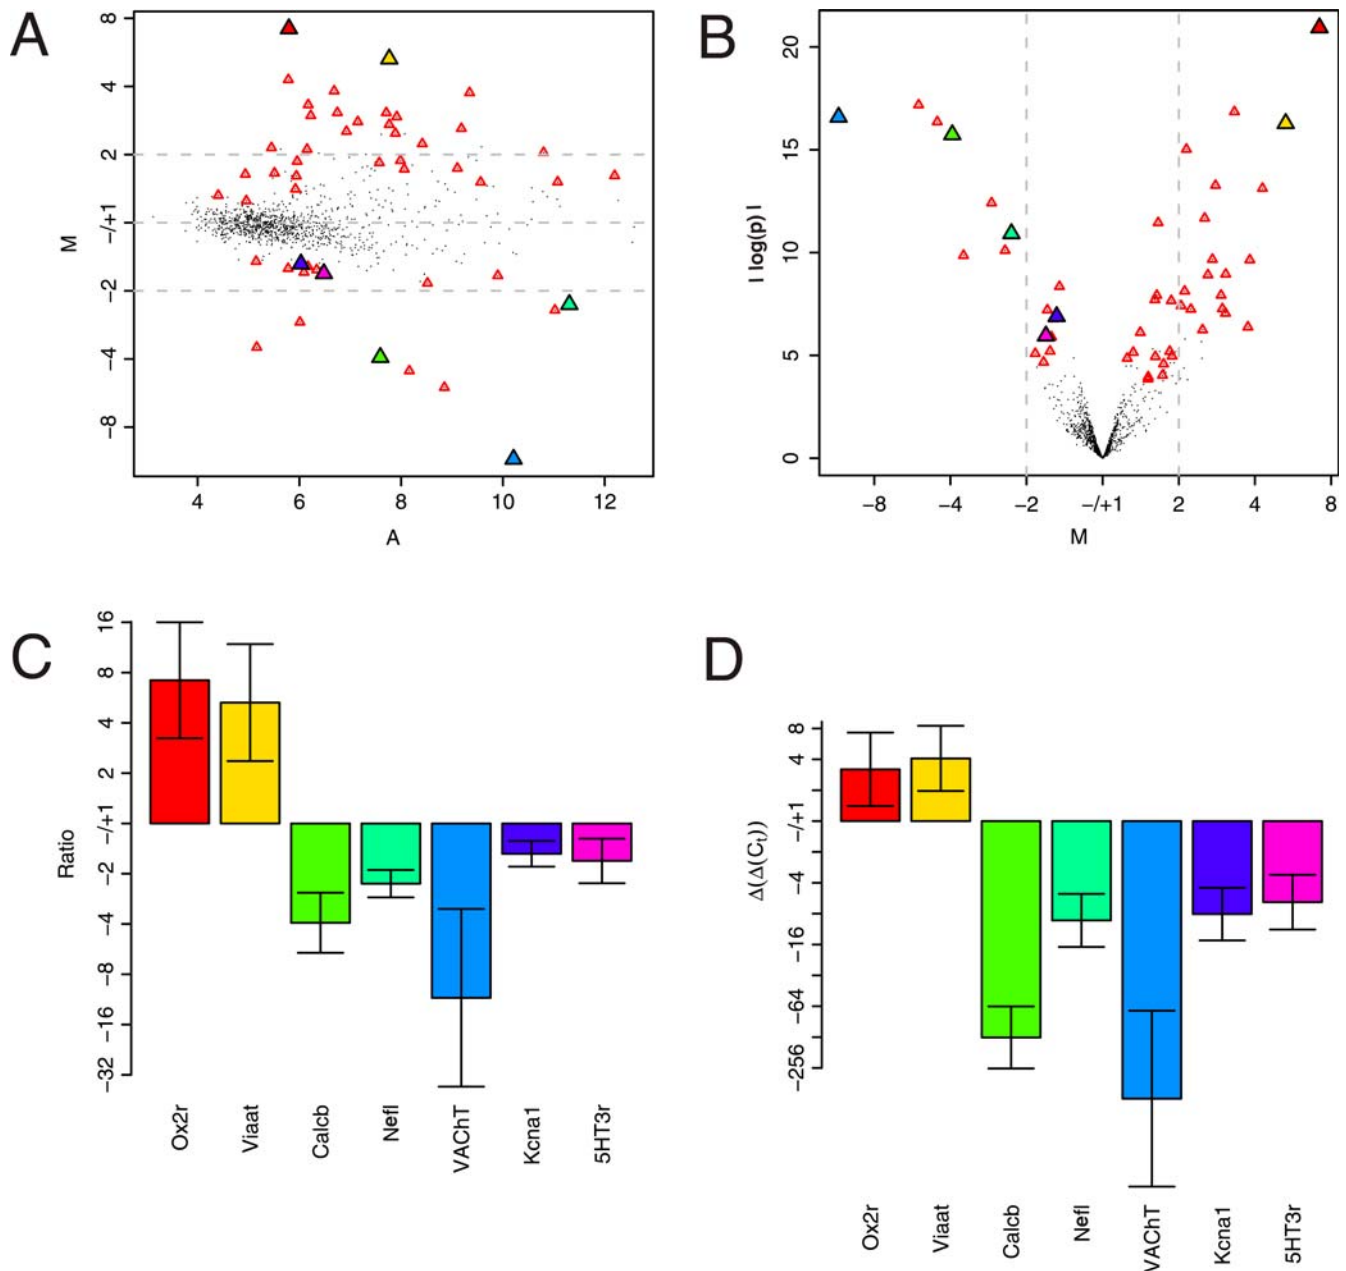 A
8
4
2
−/+1
−2
−4
−8
M
4 6 8 10 12
A
B
20
15
10
5
0
| log(p) |
−8 −4 −2 −/+1 2 4 8
M
C
16
8
4
2
−/+1
−2
−4
−8
−16
−32
Ratio
Ox2r
Viaat
Calcb
Nefl
VAChT
Kcna1
5HT3r
D
8
4
−/+1
−4
−16
−64
−256
Δ(Δ(Ct))
Ox2r
Viaat
Calcb
Nefl
VAChT
Kcna1
5HT3r